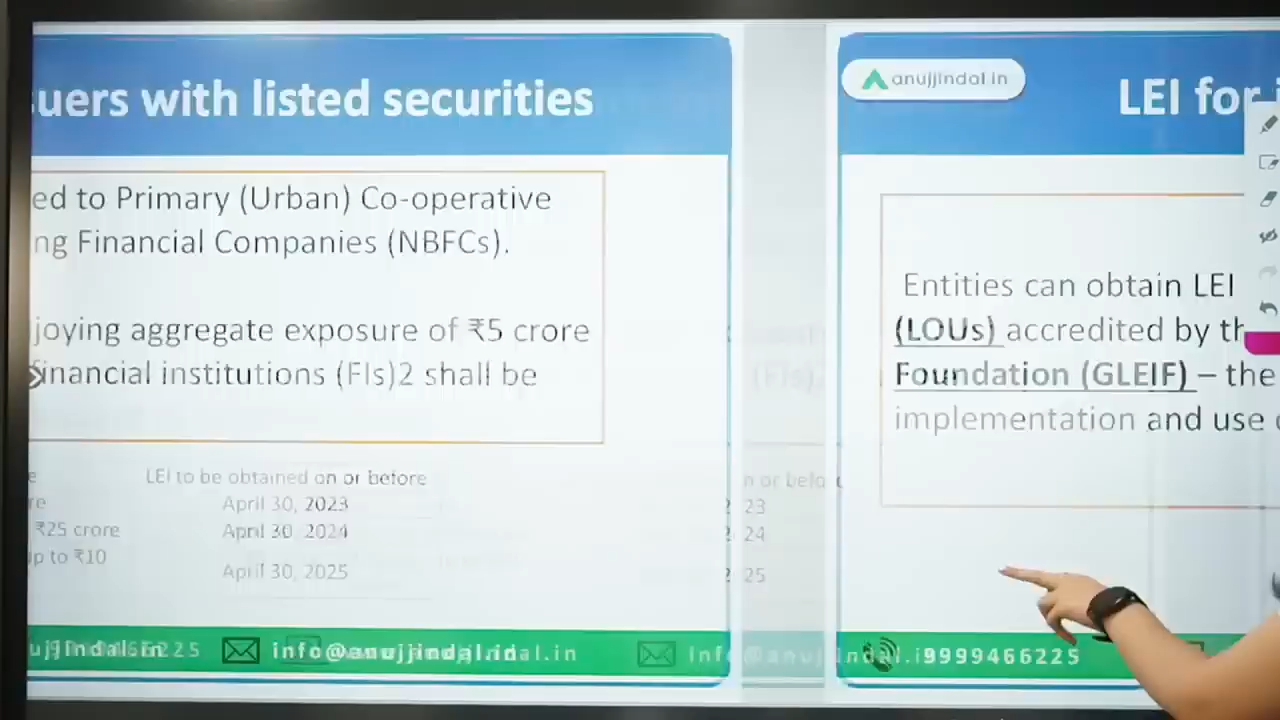 suers with listed securities
ed to Primary (Urban) Co-operative
ng Financial Companies (NBFCs).
joying aggregate exposure of ₹5 crore
financial institutions (FIs)2 shall be
e LEI to be obtained on or before
re April 30, 2023
₹25 crore April 30, 2024
up to ₹10
April 30, 2025
info@anujjindal.in
anujjindal.in
LEI for i
Entities can obtain LEI
(LOUs) accredited by th
Foundation (GLEIF) – the
implementation and use
9999466225